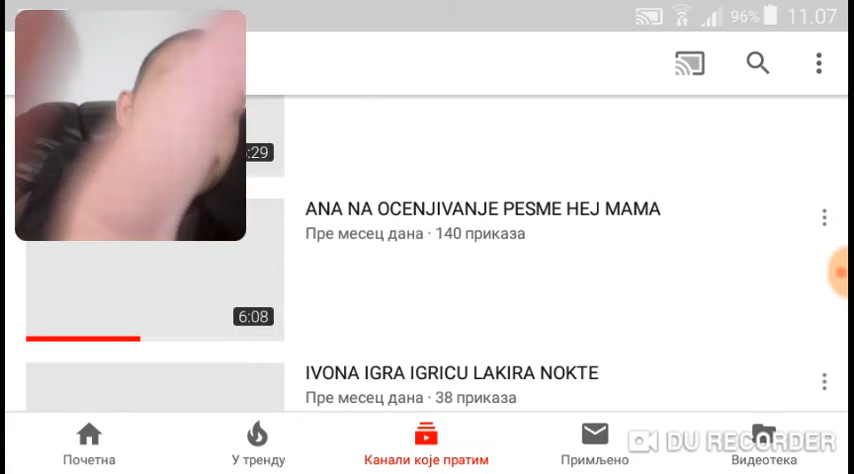 96% 11.07
:29
ANA NA OCENJIVANJE PESME HEJ MAMA
Пре месец дана · 140 приказа
6:08
IVONA IGRA IGRICU LAKIRA NOKTE
Пре месец дана · 38 приказа
DU RECORDER
Почетна
У тренду
Канали које пратим
Примљено
Видеотека